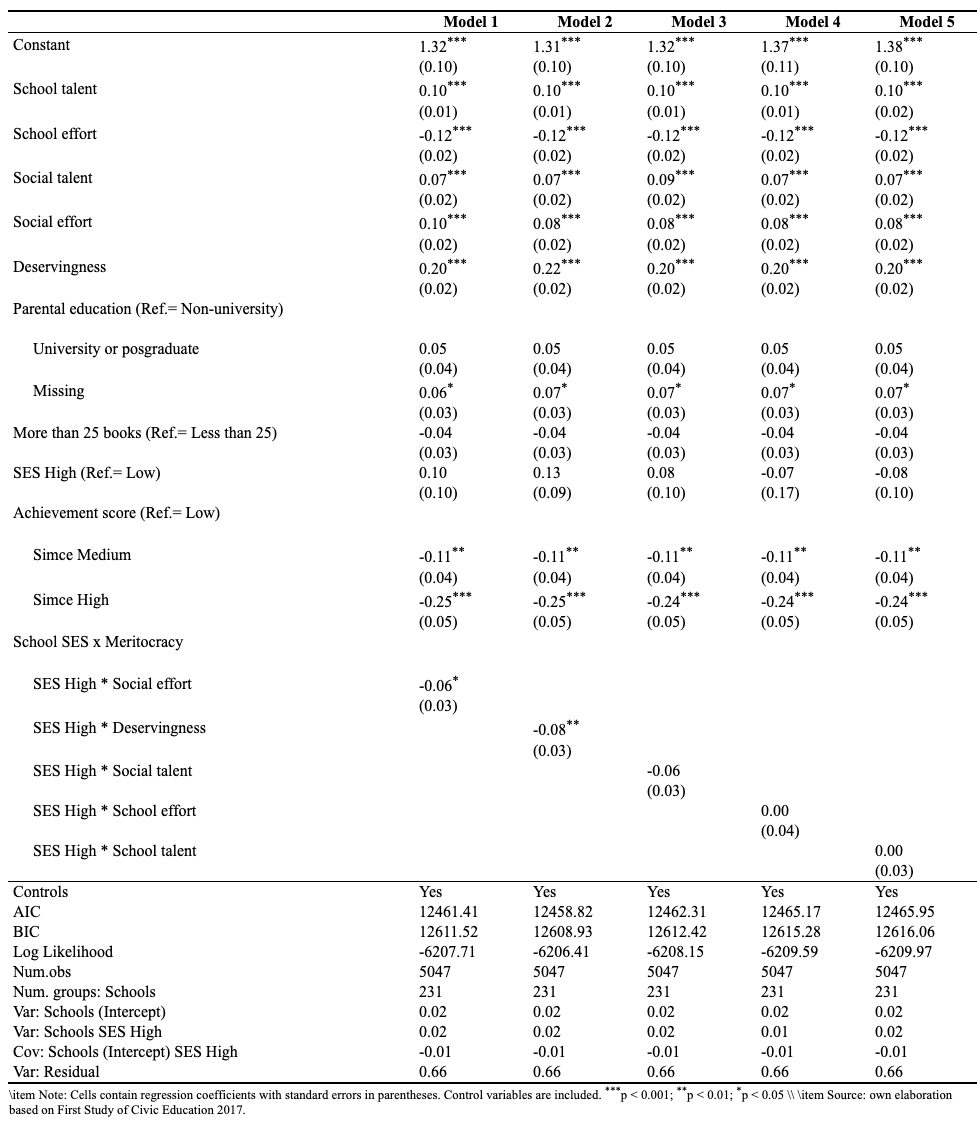 Model 1 Model 2 Model 3 Model 4 Model 5
Constant 1.32*** 1.31*** 1.32*** 1.37*** 1.38***
(0.10) (0.10) (0.10) (0.11) (0.10)
School talent 0.10*** 0.10*** 0.10*** 0.10*** 0.10***
(0.01) (0.01) (0.01) (0.01) (0.02)
School effort -0.12*** -0.12*** -0.12*** -0.12*** -0.12***
(0.02) (0.02) (0.02) (0.02) (0.02)
Social talent 0.07*** 0.07*** 0.09*** 0.07*** 0.07***
(0.02) (0.02) (0.02) (0.02) (0.02)
Social effort 0.10*** 0.08*** 0.08*** 0.08*** 0.08***
(0.02) (0.02) (0.02) (0.02) (0.02)
Deservingness 0.20*** 0.22*** 0.20*** 0.20*** 0.20***
(0.02) (0.02) (0.02) (0.02) (0.02)
Parental education (Ref.= Non-university)
University or posgraduate 0.05 0.05 0.05 0.05 0.05
(0.04) (0.04) (0.04) (0.04) (0.04)
Missing 0.06* 0.07* 0.07* 0.07* 0.07*
(0.03) (0.03) (0.03) (0.03) (0.03)
More than 25 books (Ref.= Less than 25) -0.04 -0.04 -0.04 -0.04 -0.04
(0.03) (0.03) (0.03) (0.03) (0.03)
SES High (Ref.= Low) 0.10 0.13 0.08 -0.07 -0.08
(0.10) (0.09) (0.10) (0.17) (0.10)
Achievement score (Ref.= Low)
Simce Medium -0.11** -0.11** -0.11** -0.11** -0.11**
(0.04) (0.04) (0.04) (0.04) (0.04)
Simce High -0.25*** -0.25*** -0.24*** -0.24*** -0.24***
(0.05) (0.05) (0.05) (0.05) (0.05)
School SES x Meritocracy
SES High * Social effort -0.06*
(0.03)
SES High * Deservingness -0.08**
(0.03)
SES High * Social talent -0.06
(0.03)
SES High * School effort 0.00
(0.04)
SES High * School talent 0.00
(0.03)
Controls Yes Yes Yes Yes Yes
AIC 12461.41 12458.82 12462.31 12465.17 12465.95
BIC 12611.52 12608.93 12612.42 12615.28 12616.06
Log Likelihood -6207.71 -6206.41 -6208.15 -6209.59 -6209.97
Num.obs 5047 5047 5047 5047 5047
Num. groups: Schools 231 231 231 231 231
Var: Schools (Intercept) 0.02 0.02 0.02 0.02 0.02
Var: Schools SES High 0.02 0.02 0.02 0.01 0.02
Cov: Schools (Intercept) SES High -0.01 -0.01 -0.01 -0.01 -0.01
Var: Residual 0.66 0.66 0.66 0.66 0.66
\item Note: Cells contain regression coefficients with standard errors in parentheses. Control variables are included. ***p < 0.001; **p < 0.01; *p < 0.05 \\ \item Source: own elaboration
based on First Study of Civic Education 2017.